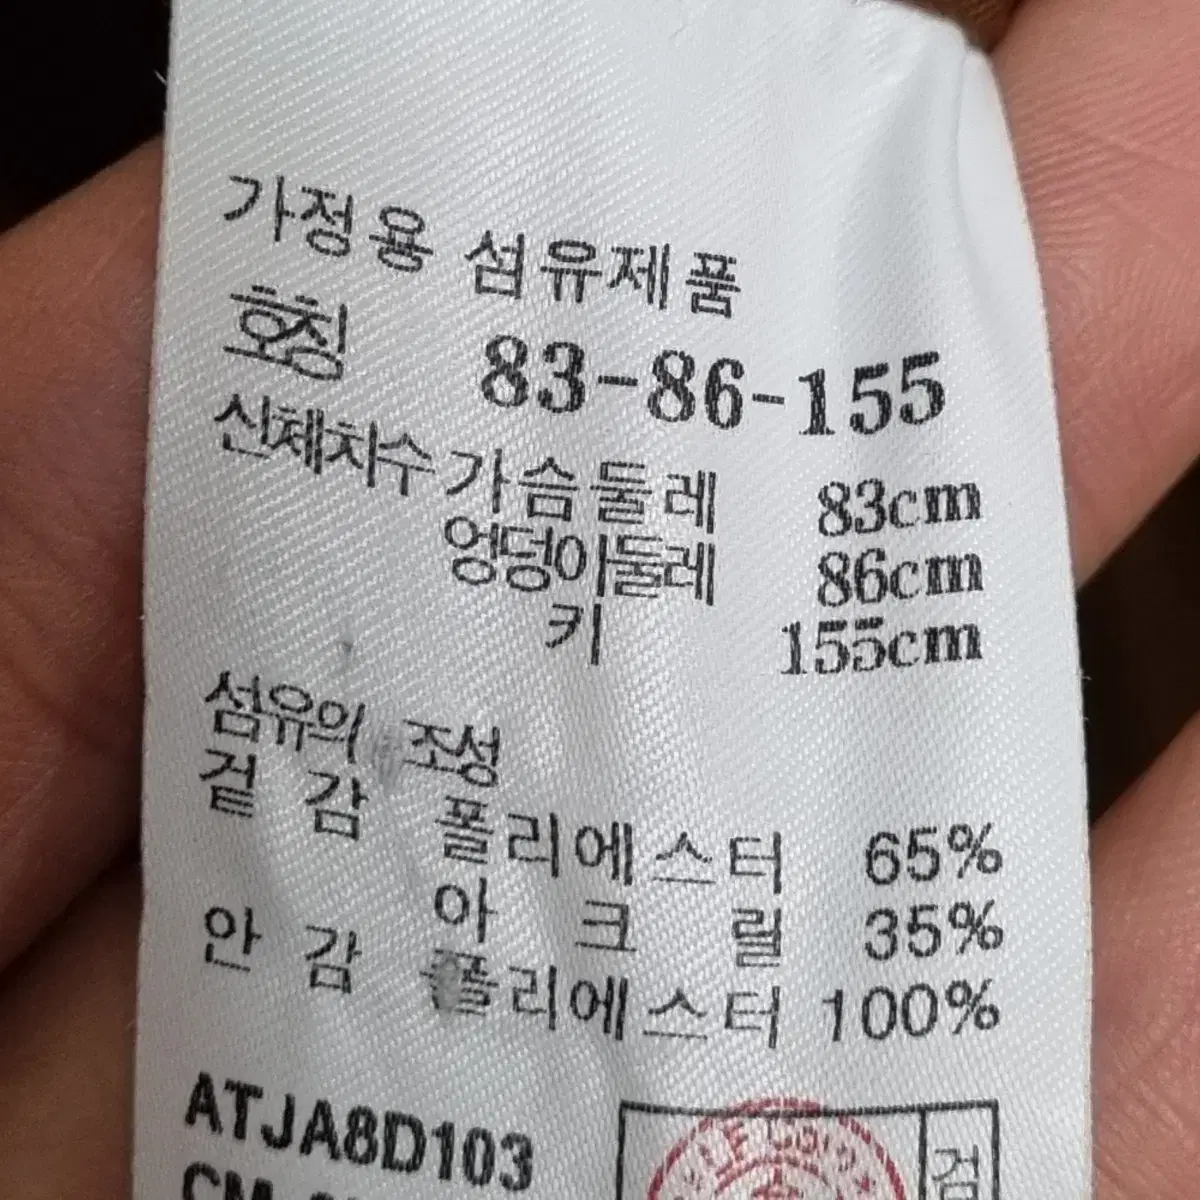 가정용 섬유제품
호칭 83-86-155
신체치수 가슴둘레 83cm
엉덩이둘레 86cm
키 155cm
섬유의 조성
겉감 폴리에스터 65%
아크릴 35%
안감 폴리에스터 100%
ATJA8D103
CM
검